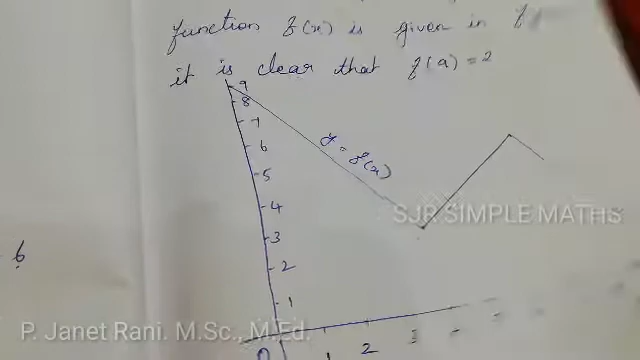 function f(x) is given in
it is clear that f(a) = 2
9
8
7
6
y = f(x)
5
4
SJR SIMPLE MATHS
3
6
2
1
P. Janet Rani. M.Sc., M.Ed.
0 1 2 3